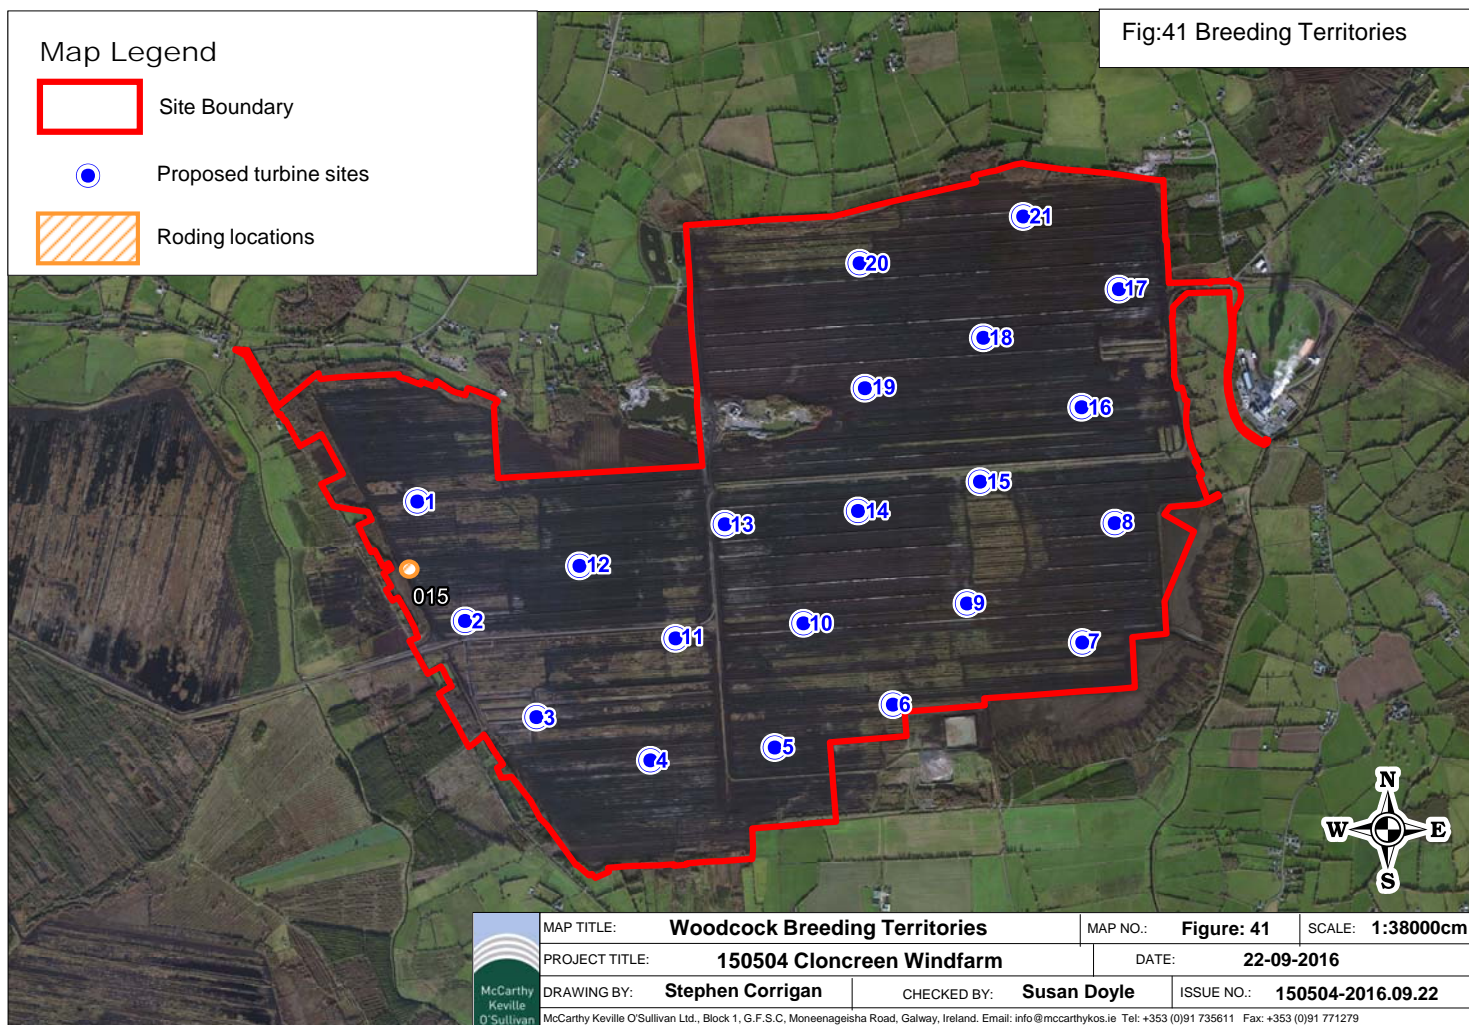 Fig:41 Breeding Territories
Map Legend
Site Boundary
Proposed turbine sites
Roding locations
21
20
17
18
19
16
15
1
14
13
8
12
015
9
2
10
11
7
6
3
5
4
N
W E
S
MAP TITLE: Woodcock Breeding Territories MAP NO.: Figure: 41 SCALE: 1:38000cm
PROJECT TITLE: 150504 Cloncreen Windfarm DATE: 22-09-2016
McCarthy
Keville
O'Sullivan
DRAWING BY: Stephen Corrigan CHECKED BY: Susan Doyle ISSUE NO.: 150504-2016.09.22
McCarthy Keville O'Sullivan Ltd., Block 1, G.F.S.C, Moneenageisha Road, Galway, Ireland. Email: info@mccarthykos.ie Tel: +353 (0)91 735611 Fax: +353 (0)91 771279